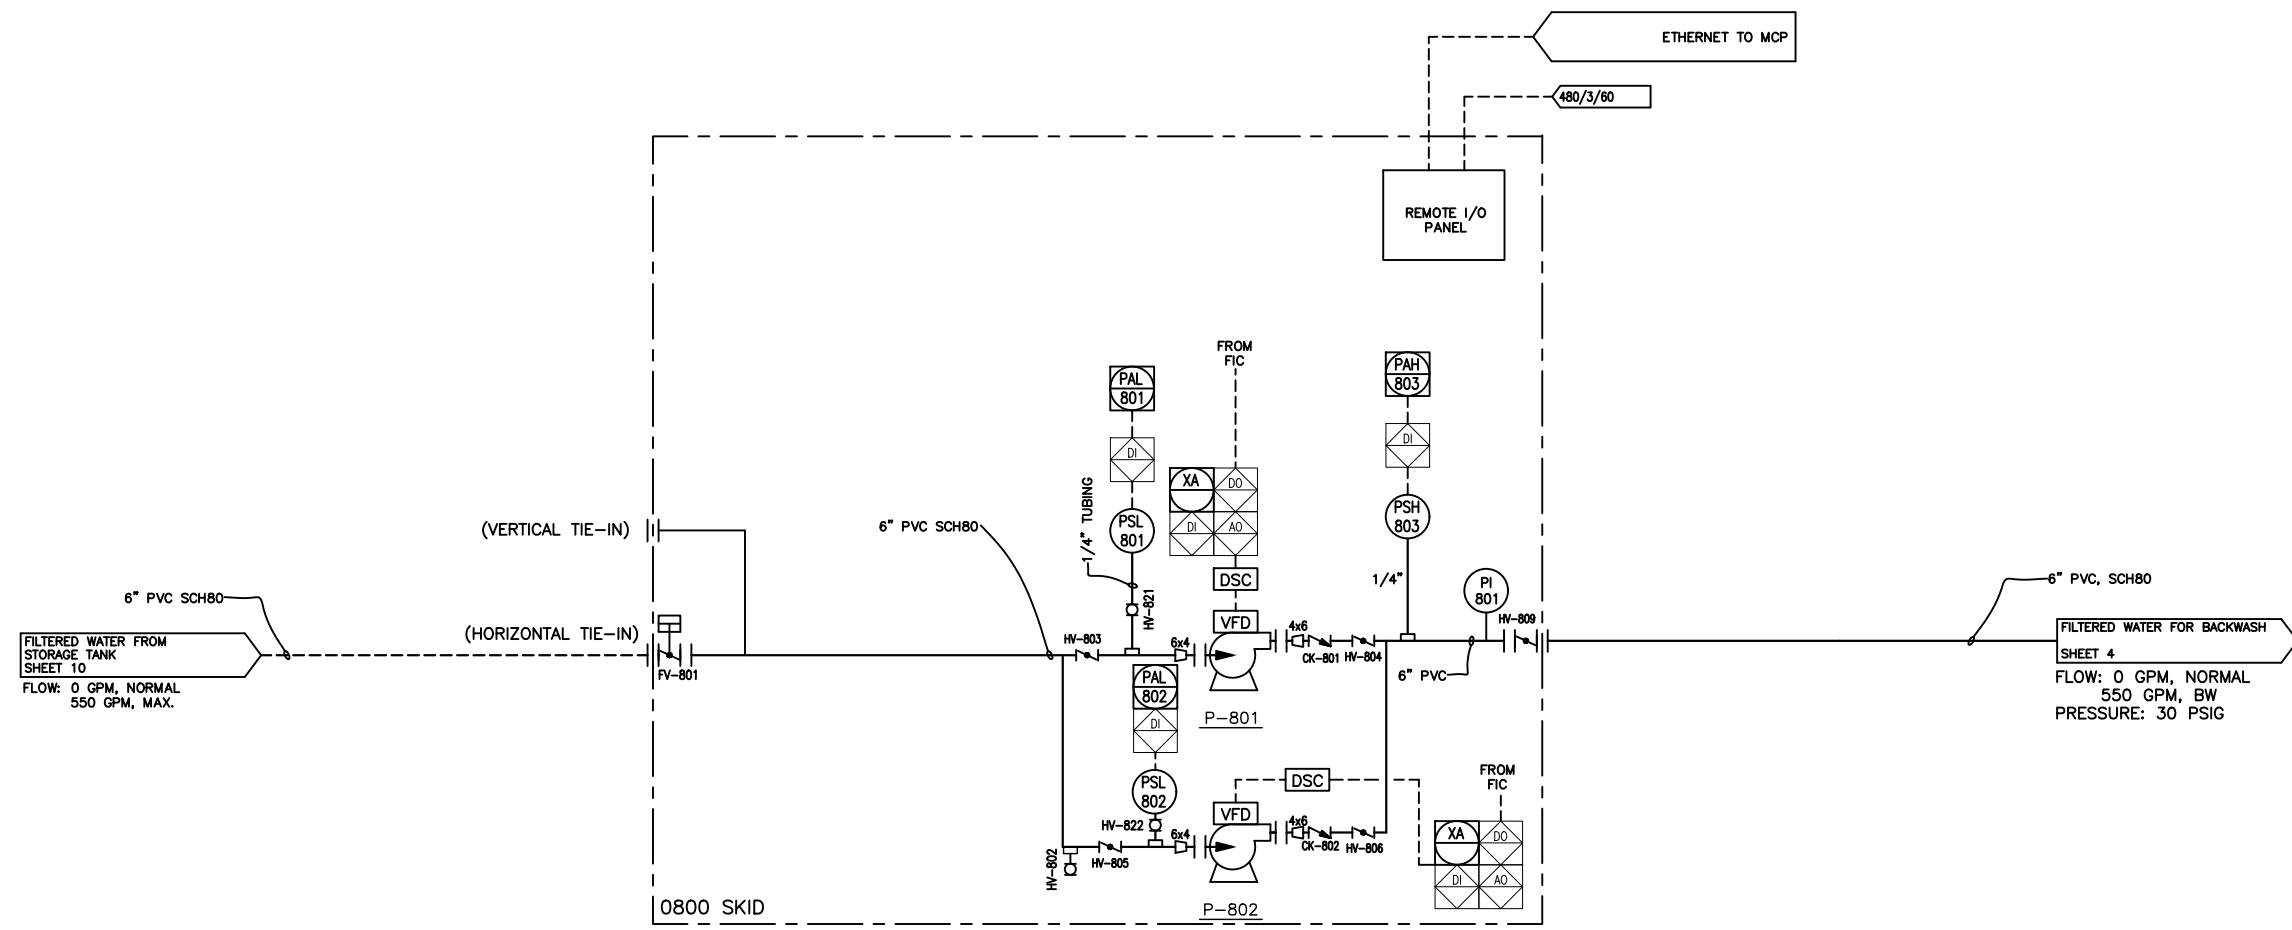 ETHERNET TO MCP
480/3/60
REMOTE I/O
PANEL
FROM
FIC
PAL
801
PAH
803
DI
DI
XA
DO
DI
AO
PSL
801
PSH
803
1/4" TUBING
6" PVC SCH80
(VERTICAL TIE-IN)
DSC
1/4"
PI
801
6" PVC SCH80
6" PVC, SCH80
HV-821
VFD
HV-809
(HORIZONTAL TIE-IN)
HV-803
4x6
6x4
FILTERED WATER FROM
STORAGE TANK
SHEET 10
FLOW: 0 GPM, NORMAL
550 GPM, MAX.
FV-801
CK-801
HV-804
6" PVC
FILTERED WATER FOR BACKWASH
SHEET 4
FLOW: 0 GPM, NORMAL
550 GPM, BW
PRESSURE: 30 PSIG
PAL
802
DI
P-801
PSL
802
DSC
FROM
FIC
VFD
HV-822
6x4
4x6
CK-802
HV-806
HV-802
HV-805
XA
DO
DI
AO
0800 SKID
P-802